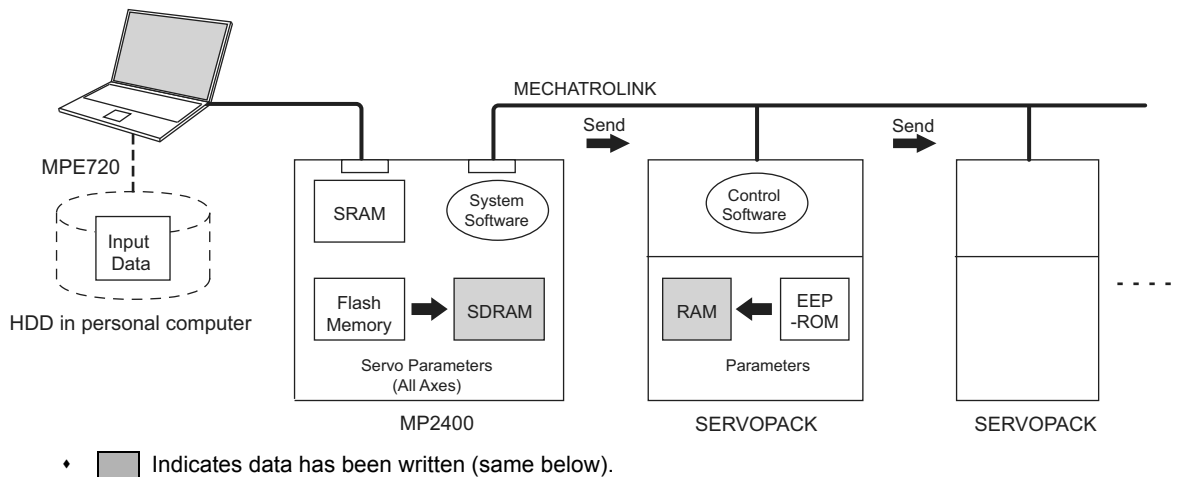 MECHATROLINK
Send
Send
MPE720
Input
Data
HDD in personal computer
SRAM
System
Software
Flash
Memory
SDRAM
Servo Parameters
(All Axes)
MP2400
Control
Software
RAM
EEP
-ROM
Parameters
SERVOPACK
SERVOPACK
Indicates data has been written (same below).